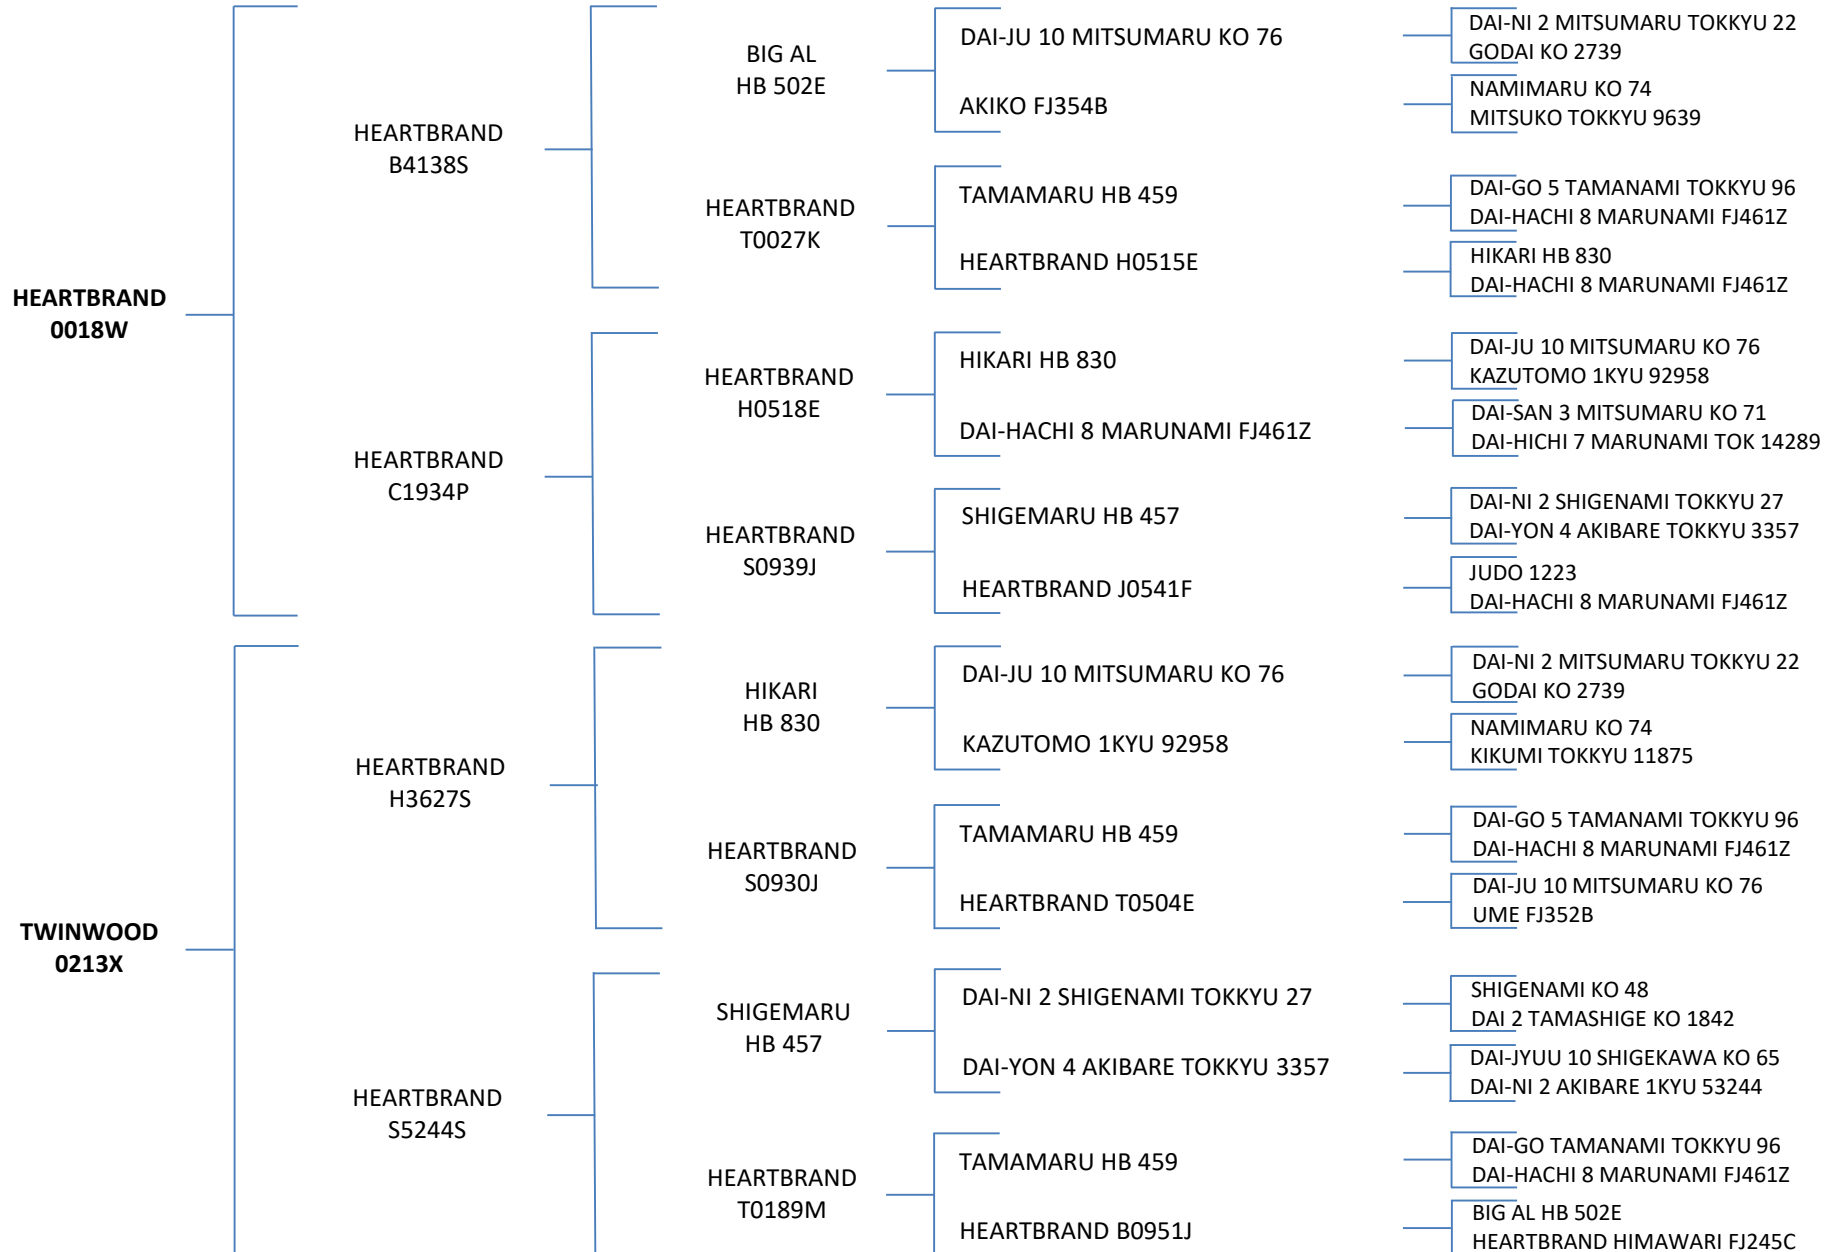 HEARTBRAND
0018W
HEARTBRAND
B4138S
BIG AL
HB 502E
DAI-JU 10 MITSUMARU KO 76
DAI-NI 2 MITSUMARU TOKKYU 22
GODAI KO 2739
AKIKO FJ354B
NAMIMARU KO 74
MITSUKO TOKKYU 9639
HEARTBRAND
T0027K
TAMAMARU HB 459
DAI-GO 5 TAMANAMI TOKKYU 96
DAI-HACHI 8 MARUNAMI FJ461Z
HEARTBRAND H0515E
HIKARI HB 830
DAI-HACHI 8 MARUNAMI FJ461Z
HEARTBRAND
C1934P
HEARTBRAND
H0518E
HIKARI HB 830
DAI-JU 10 MITSUMARU KO 76
KAZUTOMO 1KYU 92958
DAI-HACHI 8 MARUNAMI FJ461Z
DAI-SAN 3 MITSUMARU KO 71
DAI-HICHI 7 MARUNAMI TOK 14289
HEARTBRAND
S0939J
SHIGEMARU HB 457
DAI-NI 2 SHIGENAMI TOKKYU 27
DAI-YON 4 AKIBARE TOKKYU 3357
HEARTBRAND J0541F
JUDO 1223
DAI-HACHI 8 MARUNAMI FJ461Z
TWINWOOD
0213X
HEARTBRAND
H3627S
HIKARI
HB 830
DAI-JU 10 MITSUMARU KO 76
DAI-NI 2 MITSUMARU TOKKYU 22
GODAI KO 2739
KAZUTOMO 1KYU 92958
NAMIMARU KO 74
KIKUMI TOKKYU 11875
HEARTBRAND
S0930J
TAMAMARU HB 459
DAI-GO 5 TAMANAMI TOKKYU 96
DAI-HACHI 8 MARUNAMI FJ461Z
HEARTBRAND T0504E
DAI-JU 10 MITSUMARU KO 76
UME FJ352B
HEARTBRAND
S5244S
SHIGEMARU
HB 457
DAI-NI 2 SHIGENAMI TOKKYU 27
SHIGENAMI KO 48
DAI 2 TAMASHIGE KO 1842
DAI-YON 4 AKIBARE TOKKYU 3357
DAI-JYUU 10 SHIGEKAWA KO 65
DAI-NI 2 AKIBARE 1KYU 53244
HEARTBRAND
T0189M
TAMAMARU HB 459
DAI-GO TAMANAMI TOKKYU 96
DAI-HACHI 8 MARUNAMI FJ461Z
HEARTBRAND B0951J
BIG AL HB 502E
HEARTBRAND HIMAWARI FJ245C